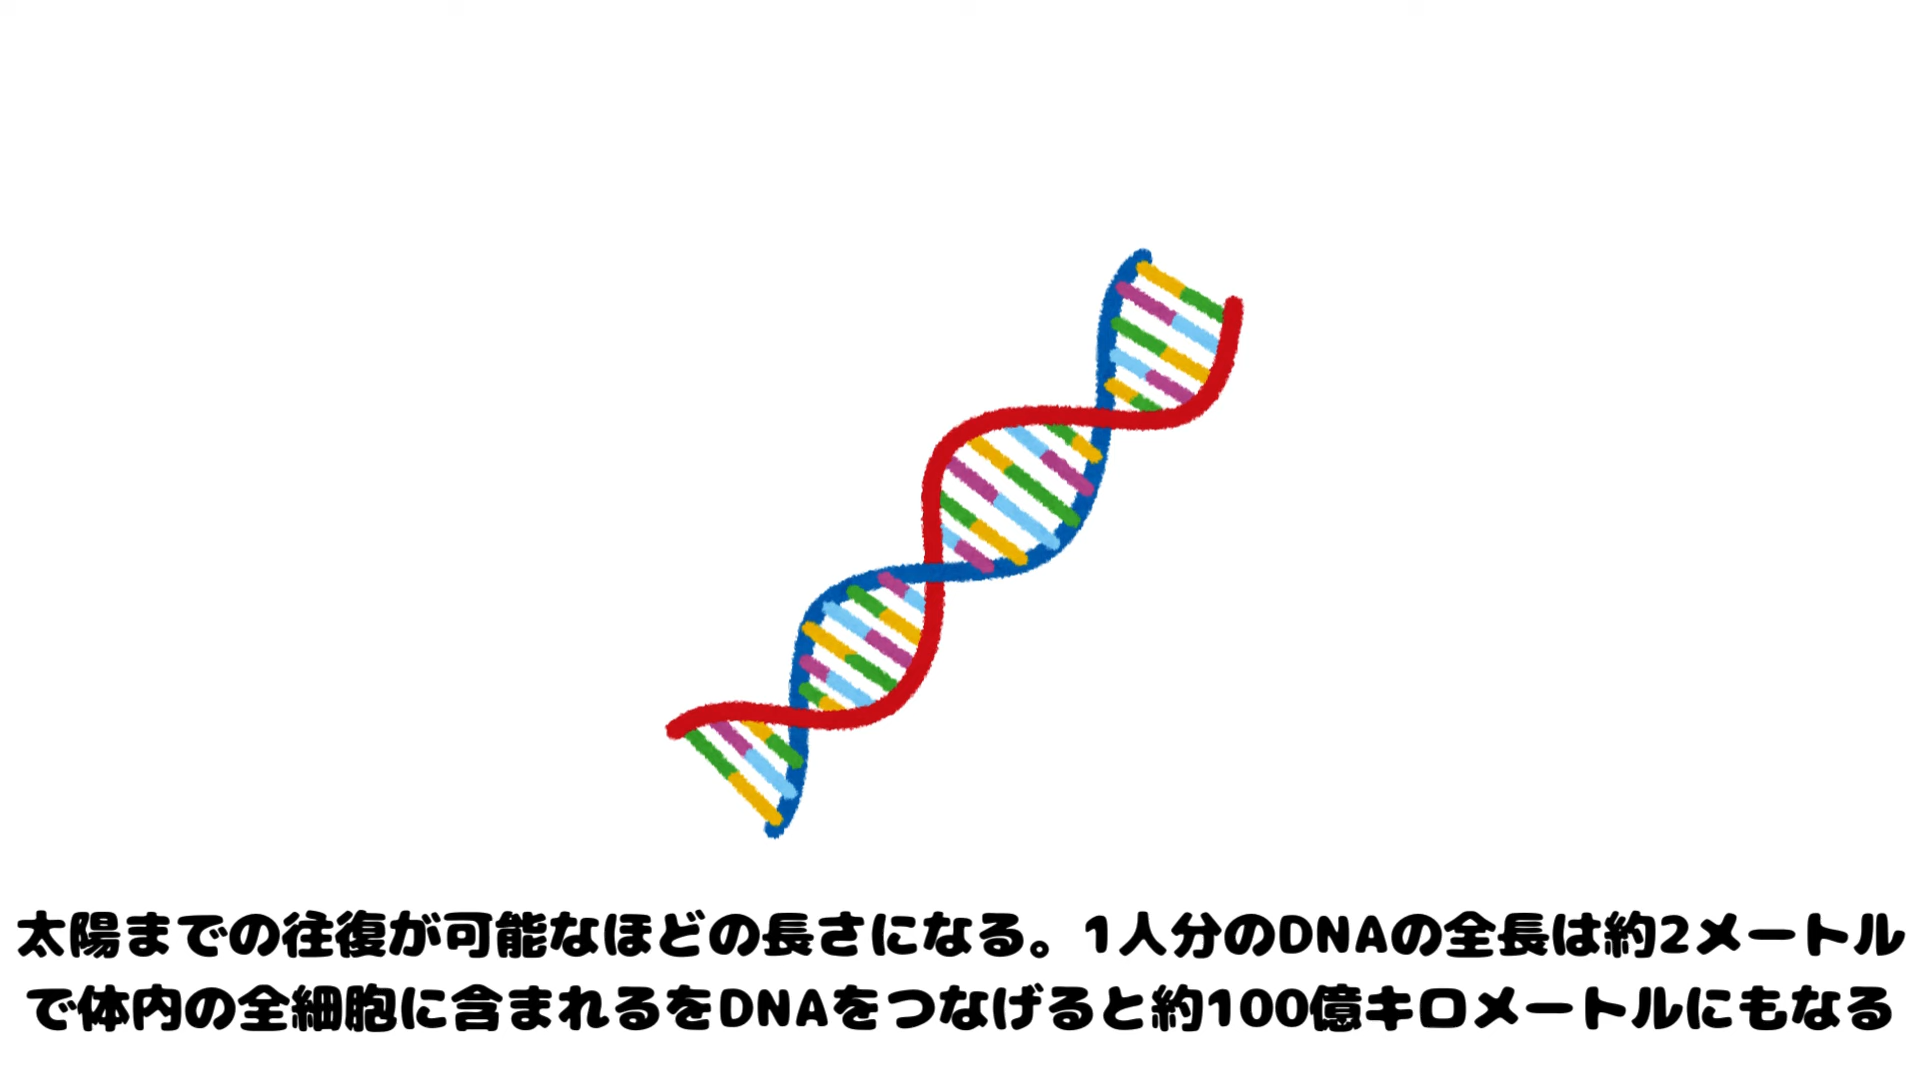 太陽までの往復が可能なほどの長さになる。1人分のDNAの全長は約2メートル
で体内の全細胞に含まれるをDNAをつなげると約100億キロメートルにもなる